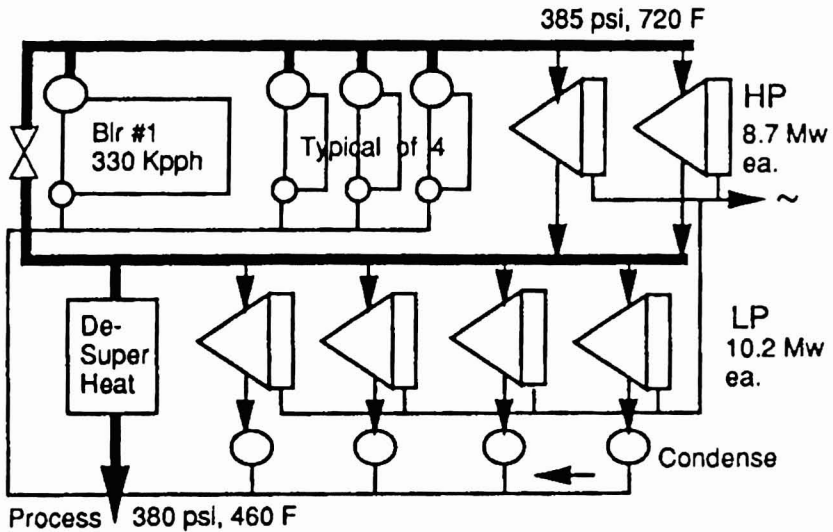 385 psi, 720 F
Blr #1
330 Kpph
Typical of 4
HP
8.7 Mw
ea.
~
De-
Super
Heat
LP
10.2 Mw
ea.
Condense
Process
380 psi, 460 F